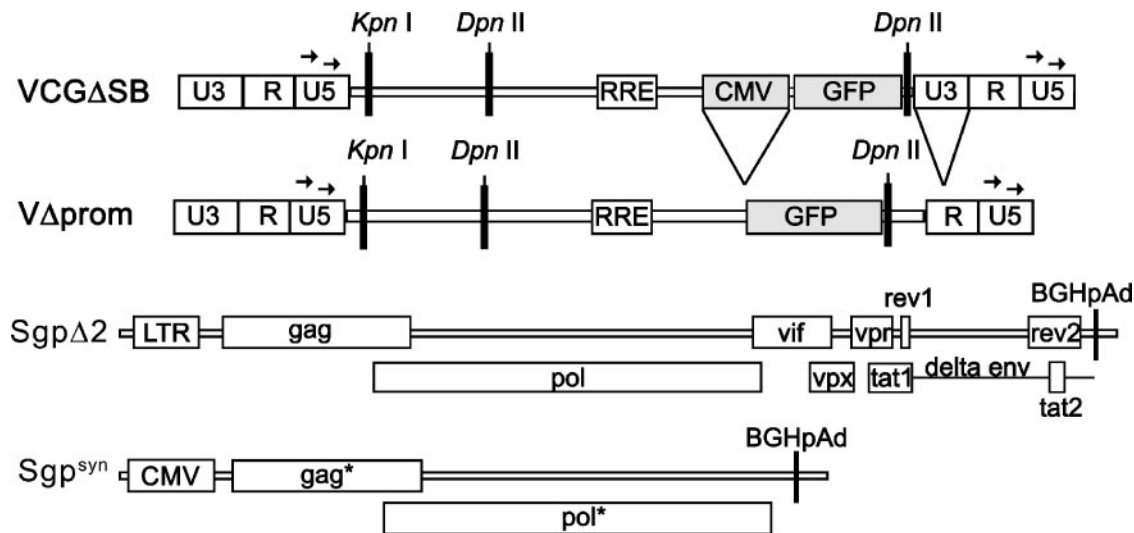 Kpn I Dpn II Dpn II
VCGΔSB U3 R U5 RRE CMV GFP U3 R U5
Kpn I Dpn II Dpn II
VΔprom U3 R U5 RRE GFP R U5
rev1 BGHpAd
SgpΔ2 LTR gag vif vpr rev2
pol vpx tat1 delta env
tat2
BGHpAd
Sgpsyn CMV gag*
pol*